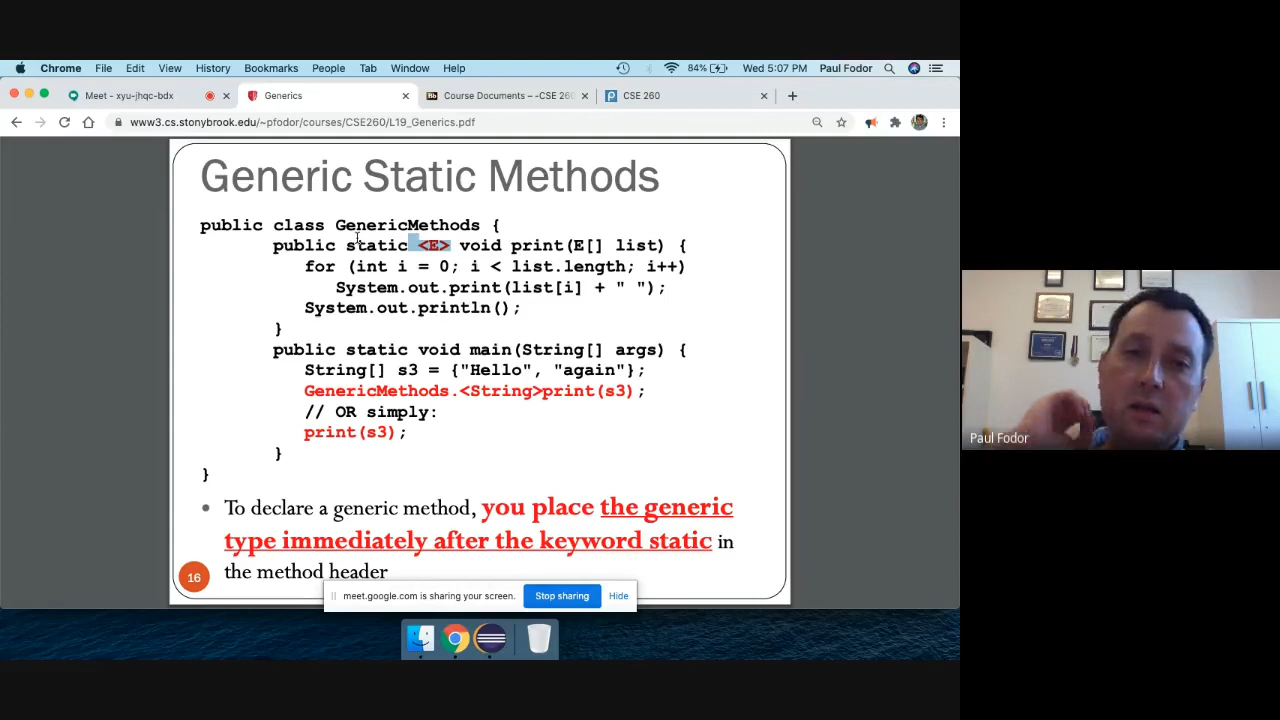 Chrome File Edit View History Bookmarks People Tab Window Help 84% Wed 5:07 PM Paul Fodor
Meet - xyu-jhqc-bdx Generics Bb Course Documents – -CSE 260 CSE 260
www3.cs.stonybrook.edu/~pfodor/courses/CSE260/L19_Generics.pdf
Generic Static Methods
public class GenericMethods {
public static <E> void print(E[] list) {
for (int i = 0; i < list.length; i++)
System.out.print(list[i] + " ");
System.out.println();
}
public static void main(String[] args) {
String[] s3 = {"Hello", "again"};
GenericMethods.<String>print(s3);
// OR simply:
print(s3);
}
}
• To declare a generic method, you place the generic
type immediately after the keyword static in
the method header
16
meet.google.com is sharing your screen. Stop sharing Hide
Paul Fodor